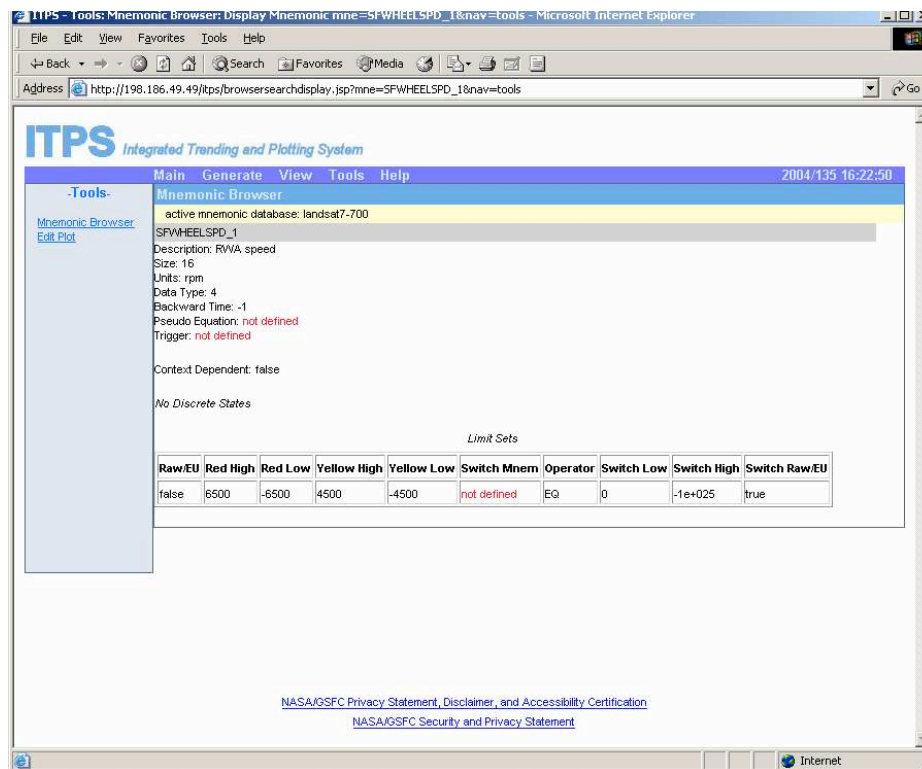 ITPS - Tools: Mnemonic Browser: Display Mnemonic mne=SFWHEELSPD_1&nav=tools - Microsoft Internet Explorer
File Edit View Favorites Tools Help
Back Search Favorites Media
Address http://198.186.49.49/itps/browsersearchdisplay.jsp?mne=SFWHEELSPD_1&nav=tools Go
ITPS Integrated Trending and Plotting System
Main Generate View Tools Help 2004/135 16:22:50
-Tools-
Mnemonic Browser
Edit Plot
Mnemonic Browser
active mnemonic database: landsat7-700
SFWHEELSPD_1
Description: RWA speed
Size: 16
Units: rpm
Data Type: 4
Backward Time: -1
Pseudo Equation: not defined
Trigger: not defined
Context Dependent: false
No Discrete States
Limit Sets
Raw/EU Red High Red Low Yellow High Yellow Low Switch Mnem Operator Switch Low Switch High Switch Raw/EU
false 6500 -6500 4500 -4500 not defined EQ 0 -1e+025 true
NASA/GSFC Privacy Statement, Disclaimer, and Accessibility Certification
NASA/GSFC Security and Privacy Statement
Internet